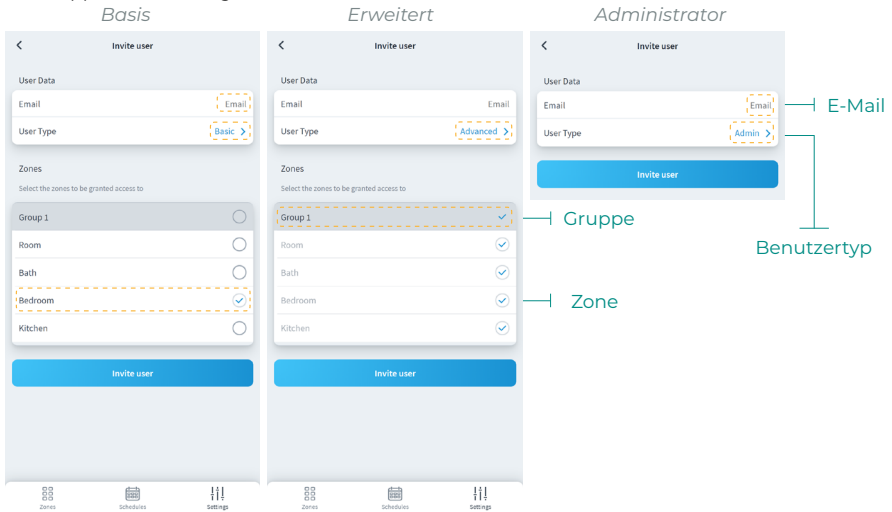 Basis
Erweitert
Administrator
Invite user
User Data
Email Email
User Type Basic
Zones
Select the zones to be granted access to
Group 1
Room
Bath
Bedroom
Kitchen
Invite user
Zones Schedules Settings
Invite user
User Data
Email Email
User Type Advanced
Zones
Select the zones to be granted access to
Group 1
Room
Bath
Bedroom
Kitchen
Invite user
Zones Schedules Settings
Invite user
User Data
Email Email
User Type Admin
Invite user
E-Mail
Gruppe
Benutzertyp
Zone